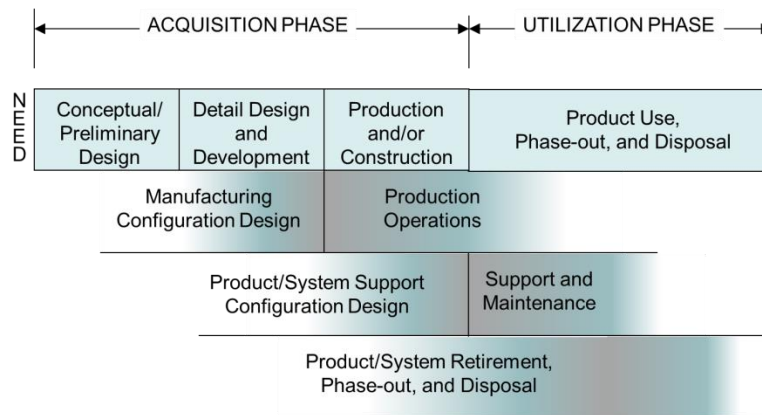 ACQUISITION PHASE
UTILIZATION PHASE
NEED
Conceptual/
Preliminary
Design
Detail Design
and
Development
Production
and/or
Construction
Product Use,
Phase-out, and Disposal
Manufacturing
Configuration Design
Production
Operations
Product/System Support
Configuration Design
Support and
Maintenance
Product/System Retirement,
Phase-out, and Disposal